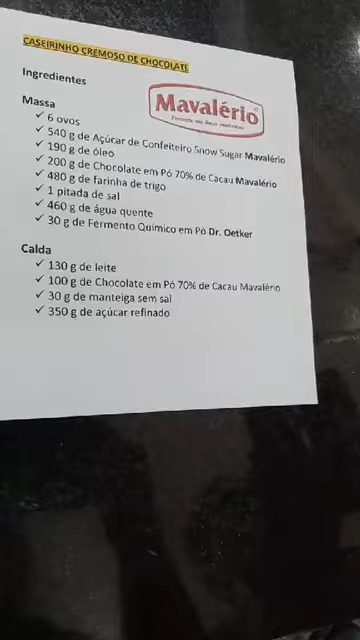 CASEIRINHO CREMOSO DE CHOCOLATE
Ingredientes
Mavalério
Massa
✓ 6 ovos
✓ 540 g de Açúcar de Confeiteiro Snow Sugar Mavalério
✓ 190 g de óleo
✓ 200 g de Chocolate em Pó 70% de Cacau Mavalério
✓ 480 g de farinha de trigo
✓ 1 pitada de sal
✓ 460 g de água quente
✓ 30 g de Fermento Químico em Pó Dr. Oetker
Calda
✓ 130 g de leite
✓ 100 g de Chocolate em Pó 70% de Cacau Mavalério
✓ 30 g de manteiga sem sal
✓ 350 g de açúcar refinado